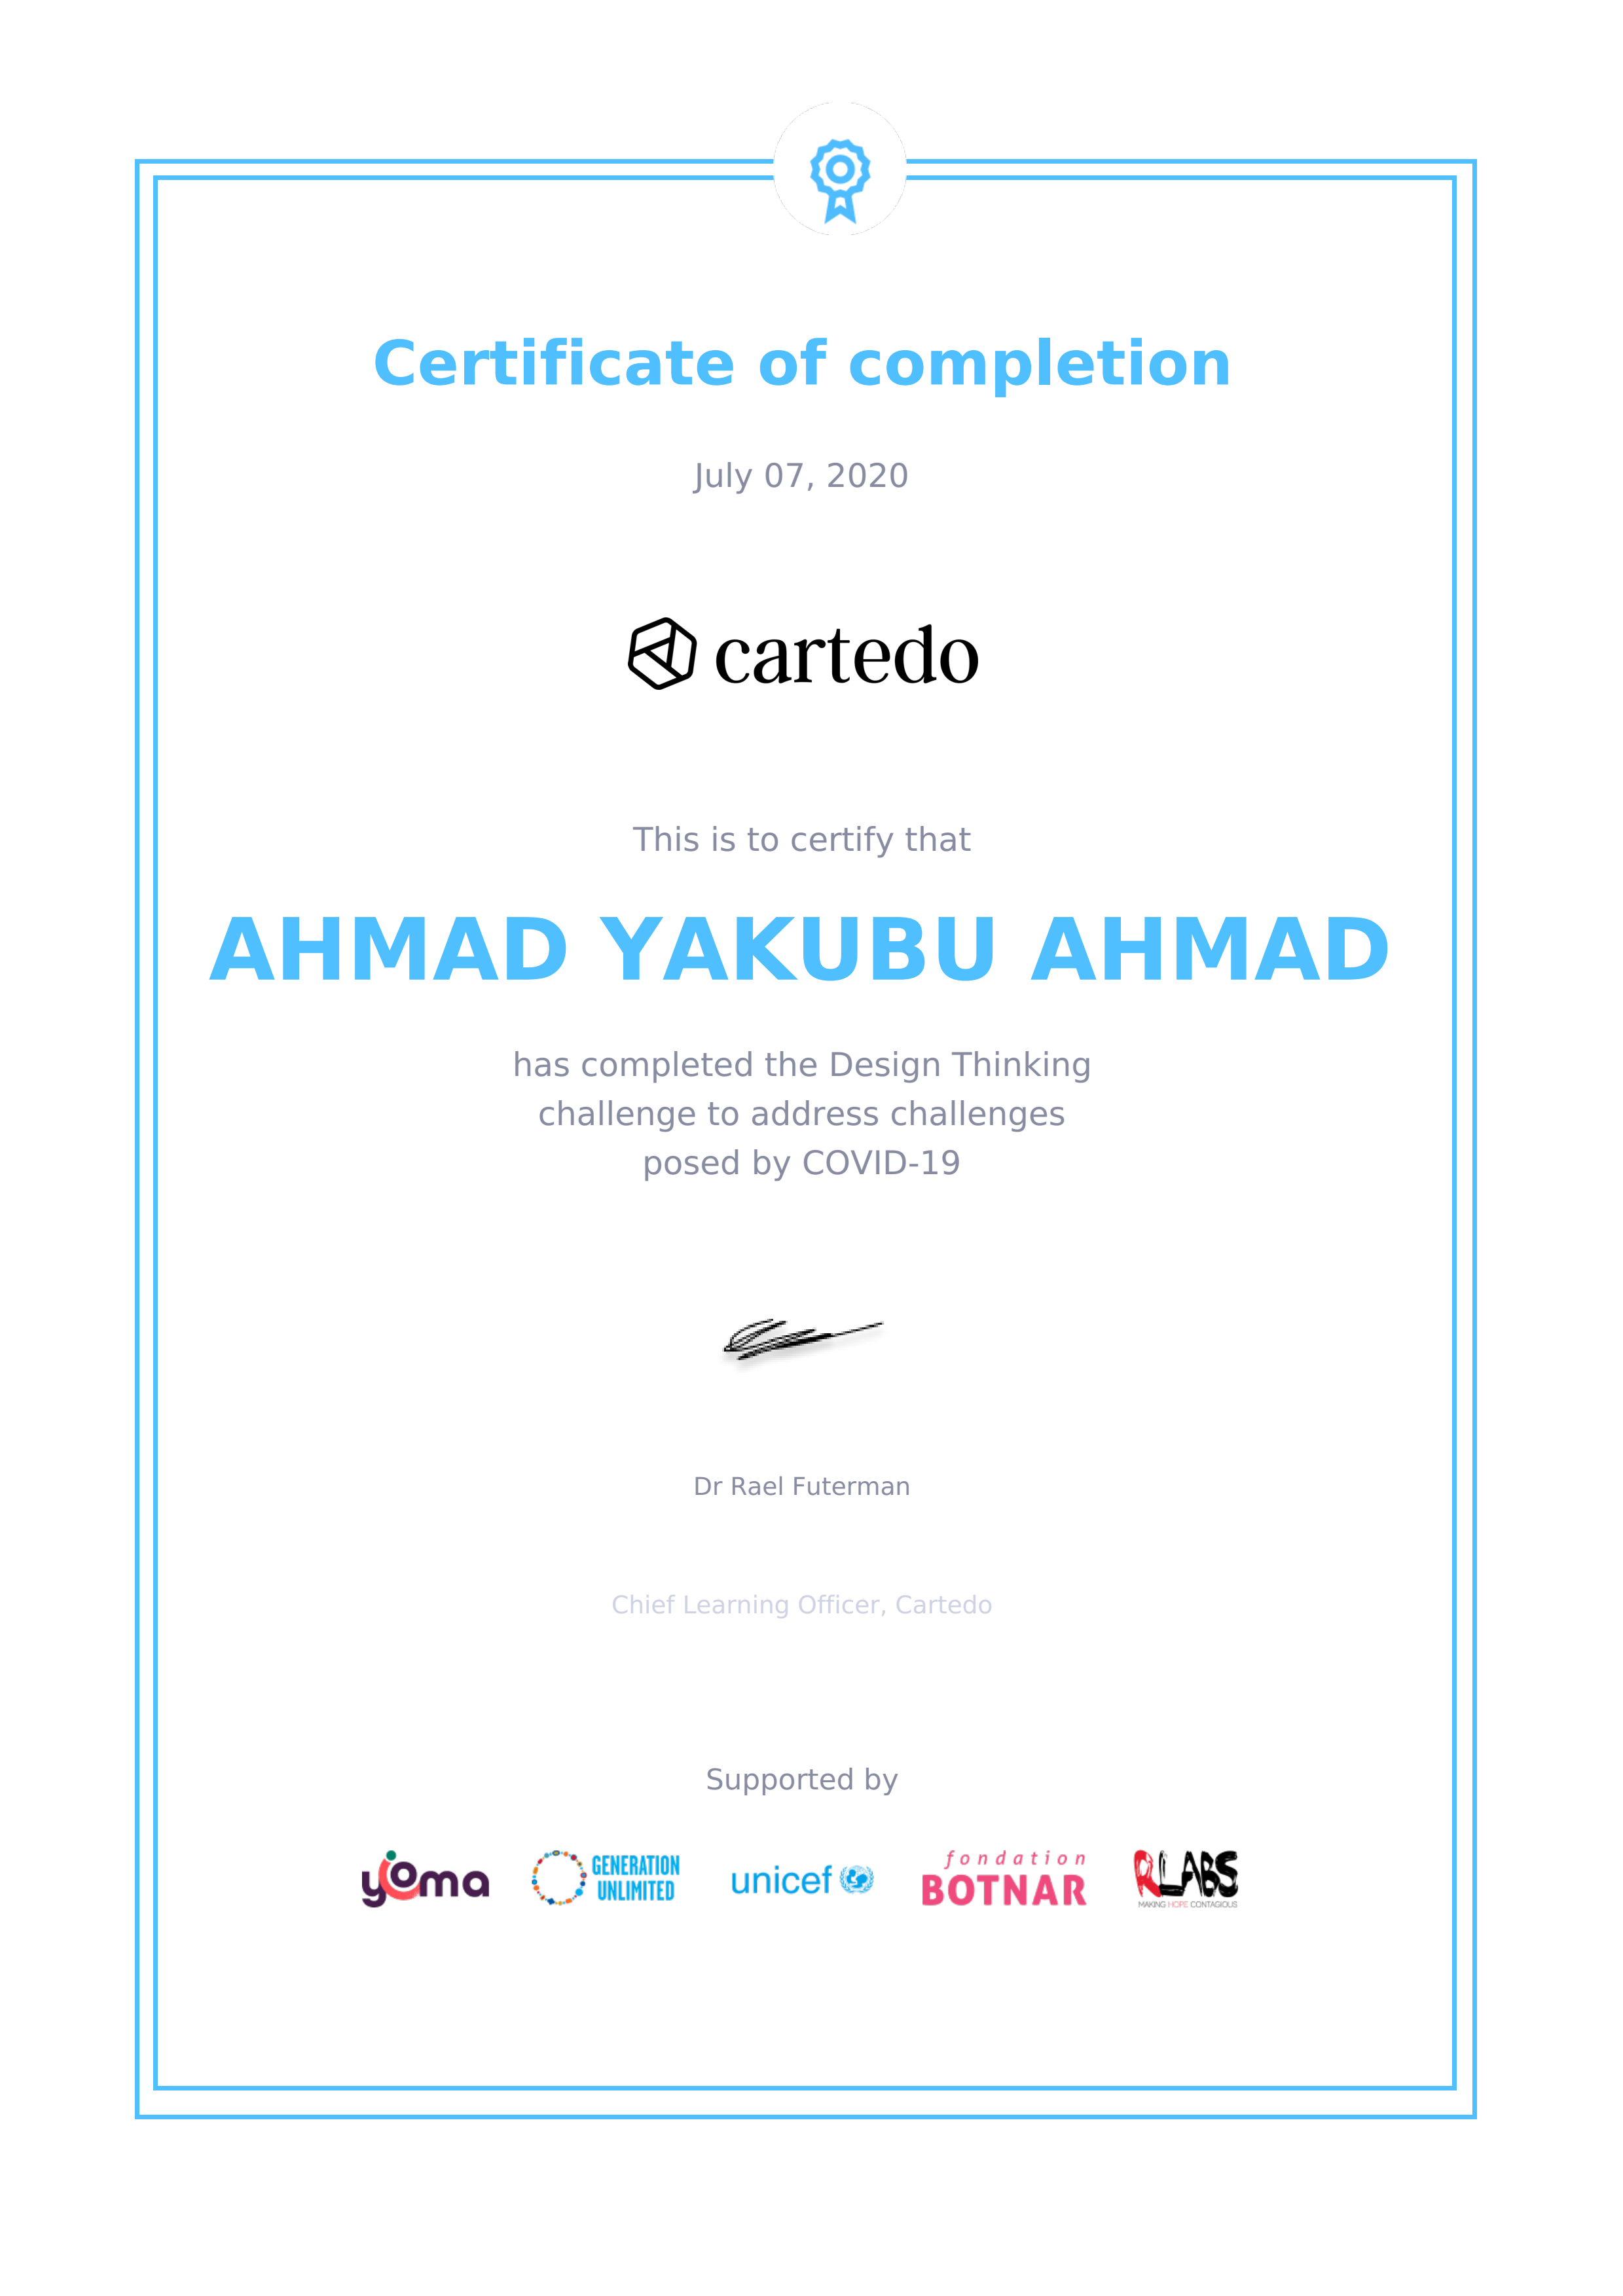 Certificate of completion
July 07, 2020
cartedo
This is to certify that
AHMAD YAKUBU AHMAD
has completed the Design Thinking
challenge to address challenges
posed by COVID-19
Dr Rael Futerman
Chief Learning Officer, Cartedo
Supported by
yoma
GENERATION
UNLIMITED
unicef
fondation
BOTNAR
RLABS
MAKING HOPE CONTAGIOUS